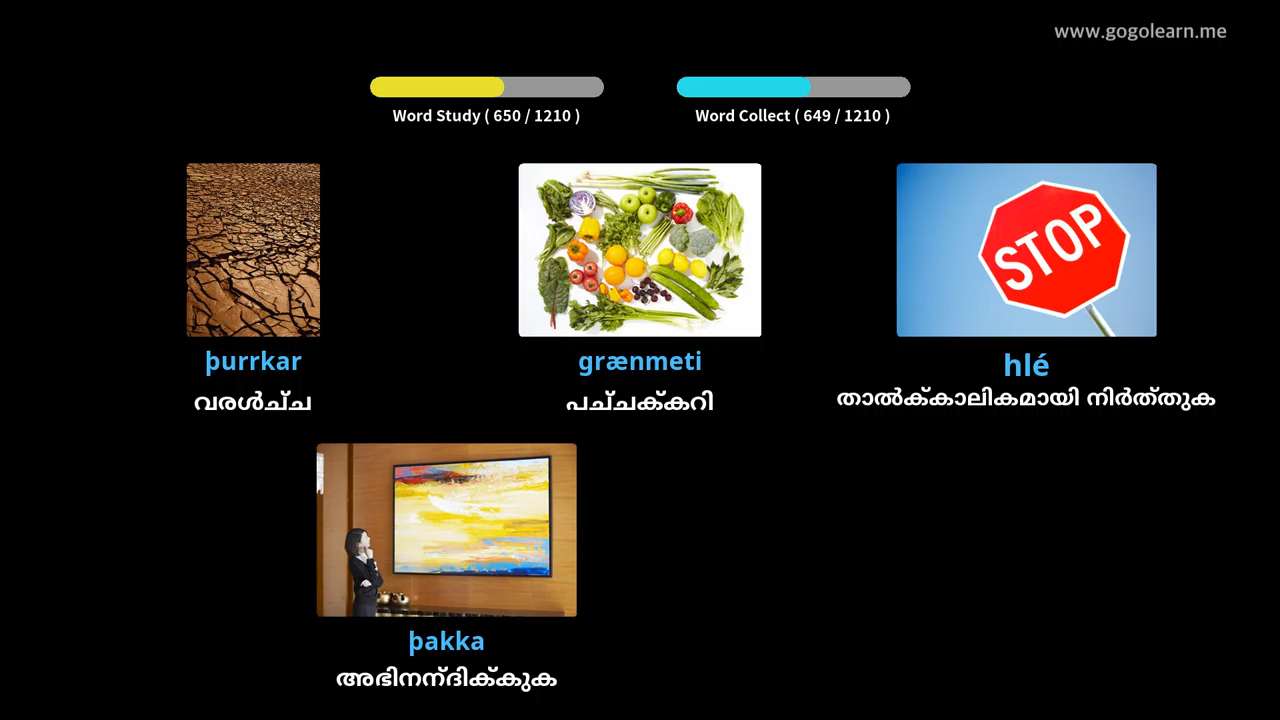 www.gogolearn.me
Word Study ( 650 / 1210 )
Word Collect ( 649 / 1210 )
STOP
þurrkar
grænmeti
hlé
വരൾച്ച
പച്ചക്കറി
താൽക്കാലികമായി നിർത്തുക
þakka
അഭിനന്ദിക്കുക